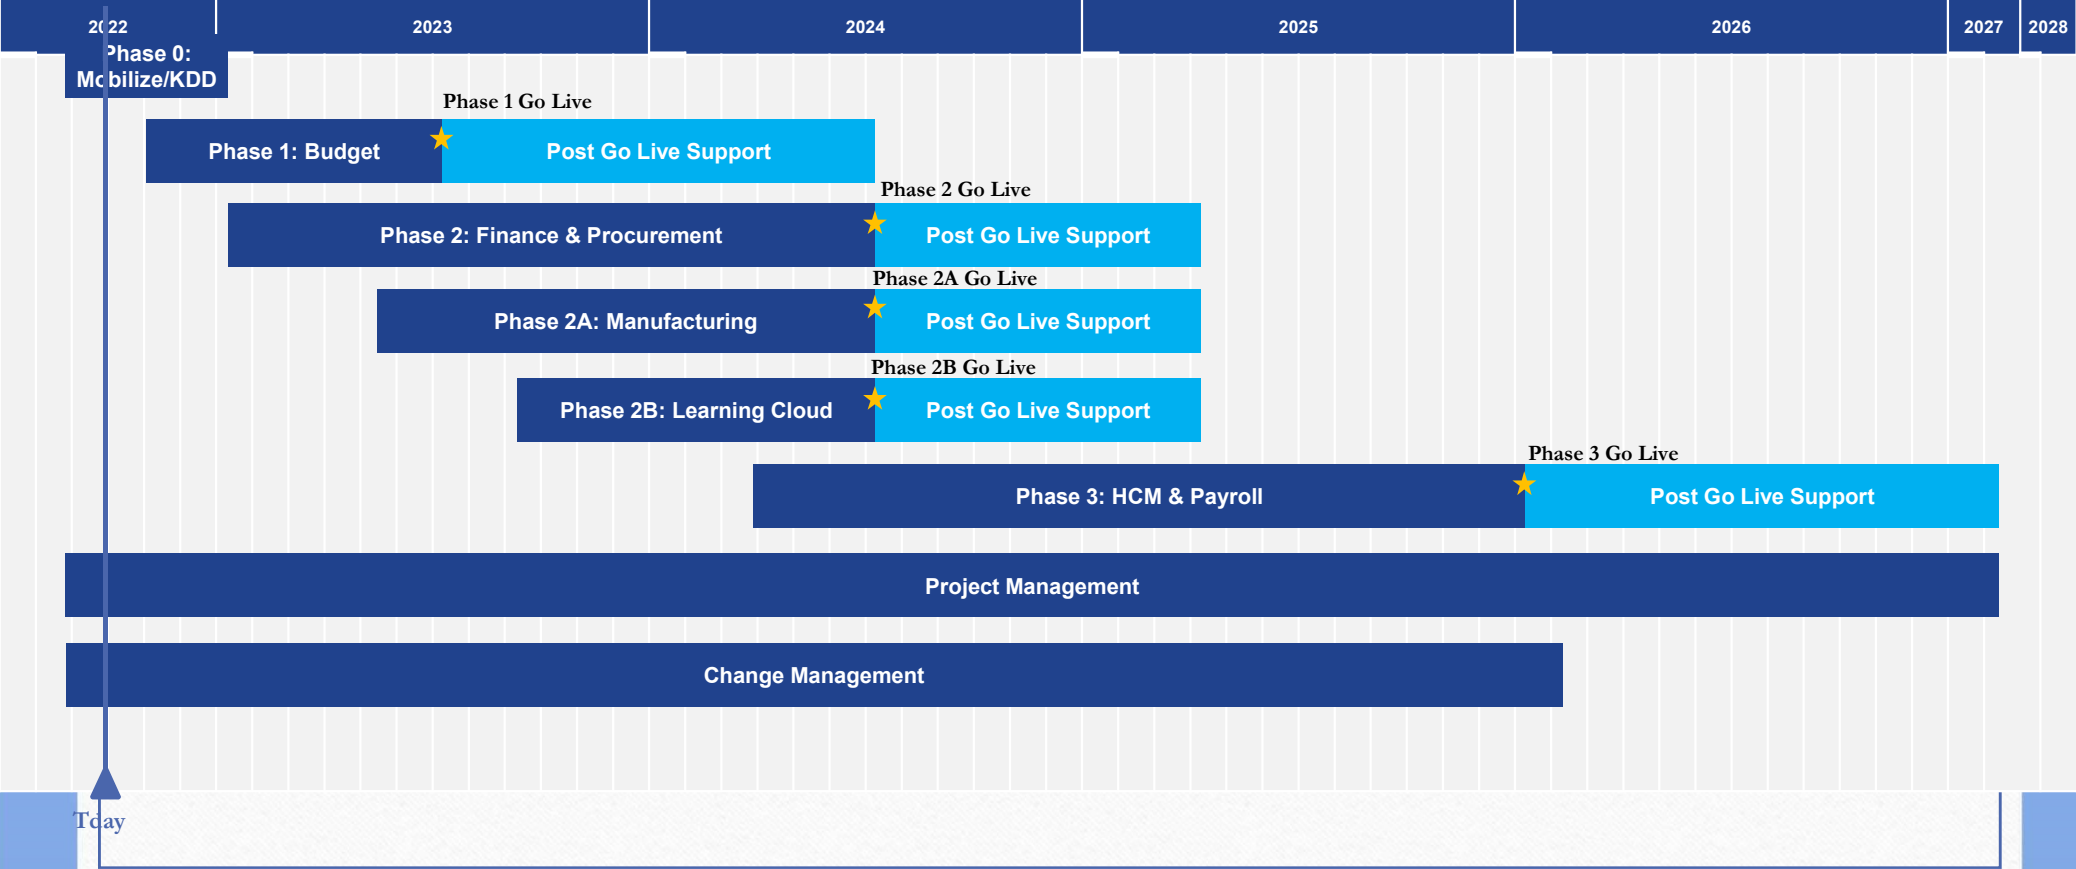 2022 2023 2024 2025 2026 2027 2028
Phase 0:
Mobilize/KDD
Phase 1 Go Live
Phase 1: Budget Post Go Live Support
Phase 2 Go Live
Phase 2: Finance & Procurement Post Go Live Support
Phase 2A Go Live
Phase 2A: Manufacturing Post Go Live Support
Phase 2B Go Live
Phase 2B: Learning Cloud Post Go Live Support
Phase 3 Go Live
Phase 3: HCM & Payroll Post Go Live Support
Project Management
Change Management
Tday